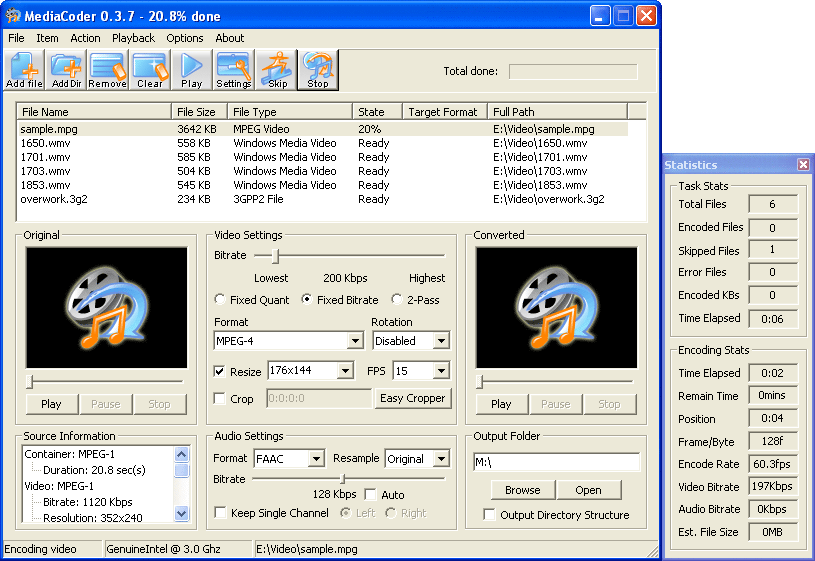 MediaCoder 0.3.7 - 20.8% done
File Item Action Playback Options About
Add file AddDir Remove Clear Play Settings Skip Stop
Total done:
File Name File Size File Type State Target Format Full Path
sample.mpg 3642 KB MPEG Video 20% E:\Video\sample.mpg
1650.wmv 558 KB Windows Media Video Ready E:\Video\1650.wmv
1701.wmv 585 KB Windows Media Video Ready E:\Video\1701.wmv
1703.wmv 504 KB Windows Media Video Ready E:\Video\1703.wmv
1853.wmv 545 KB Windows Media Video Ready E:\Video\1853.wmv
overwork.3g2 234 KB 3GPP2 File Ready E:\Video\overwork.3g2
Original
Play Pause Stop
Video Settings
Bitrate
Lowest 200 Kbps Highest
Fixed Quant Fixed Bitrate 2-Pass
Format Rotation
MPEG-4 Disabled
Resize 176x144 FPS 15
Crop 0:0:0:0 Easy Cropper
Converted
Play Pause Stop
Source Information
Container: MPEG-1
Duration: 20.8 sec(s)
Video: MPEG-1
Bitrate: 1120 Kbps
Resolution: 352x240
Audio Settings
Format FAAC Resample Original
Bitrate
128 Kbps Auto
Keep Single Channel Left Right
Output Folder
M:\
Browse Open
Output Directory Structure
Encoding video GenuineIntel @ 3.0 Ghz E:\Video\sample.mpg
Statistics
Task Stats
Total Files 6
Encoded Files 0
Skipped Files 1
Error Files 0
Encoded KBs 0
Time Elapsed 0:06
Encoding Stats
Time Elapsed 0:02
Remain Time 0mins
Position 0:04
Frame/Byte 128f
Encode Rate 60.3fps
Video Bitrate 197Kbps
Audio Bitrate 0Kbps
Est. File Size 0MB